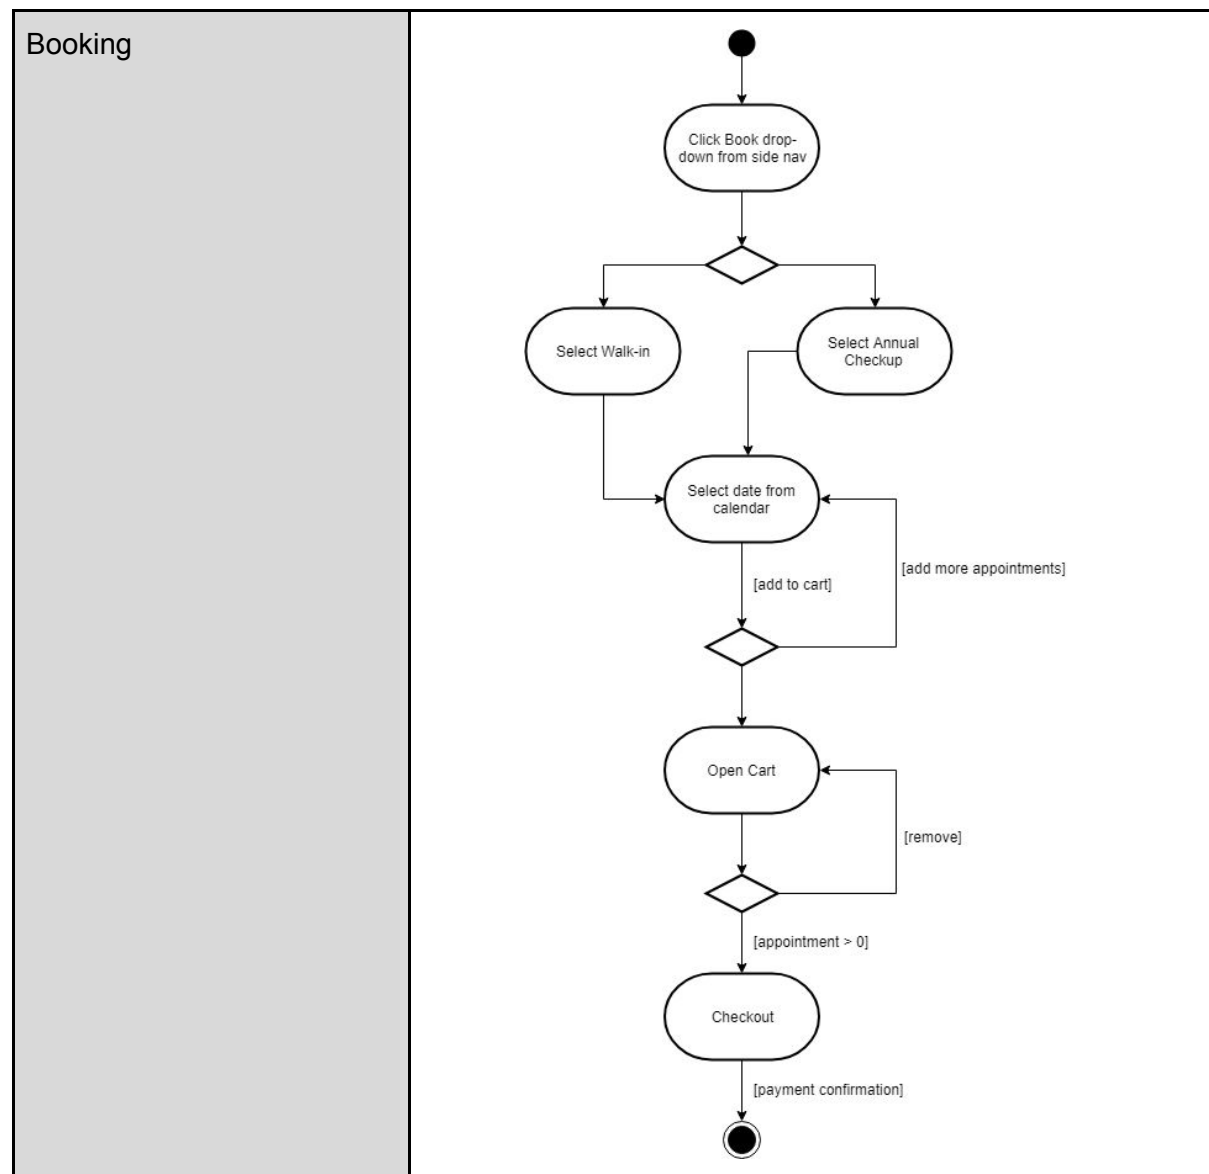 Booking
Click Book drop-
down from side nav
Select Walk-in
Select Annual
Checkup
Select date from
calendar
[add to cart]
[add more appointments]
Open Cart
[remove]
[appointment > 0]
Checkout
[payment confirmation]